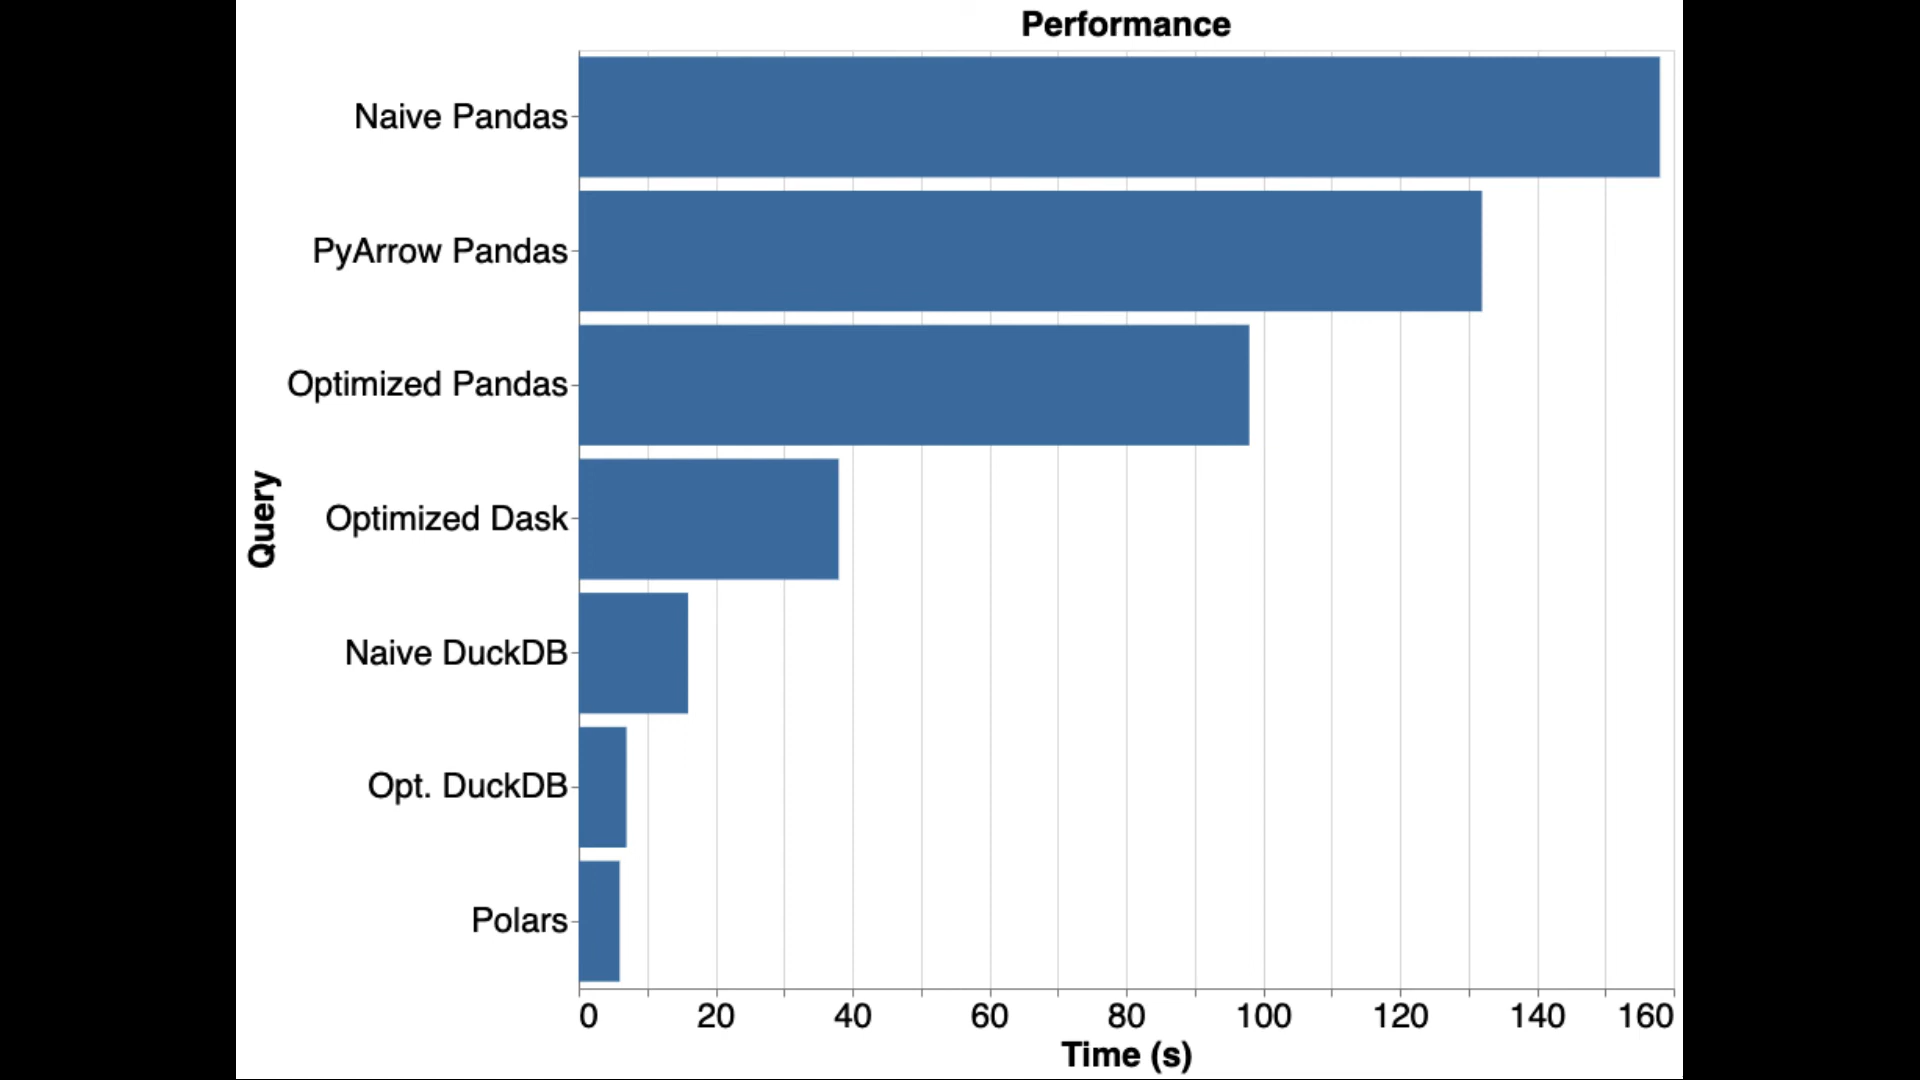 Performance
Naive Pandas
PyArrow Pandas
Optimized Pandas
Optimized Dask
Naive DuckDB
Opt. DuckDB
Polars
Query
0 20 40 60 80 100 120 140 160
Time (s)